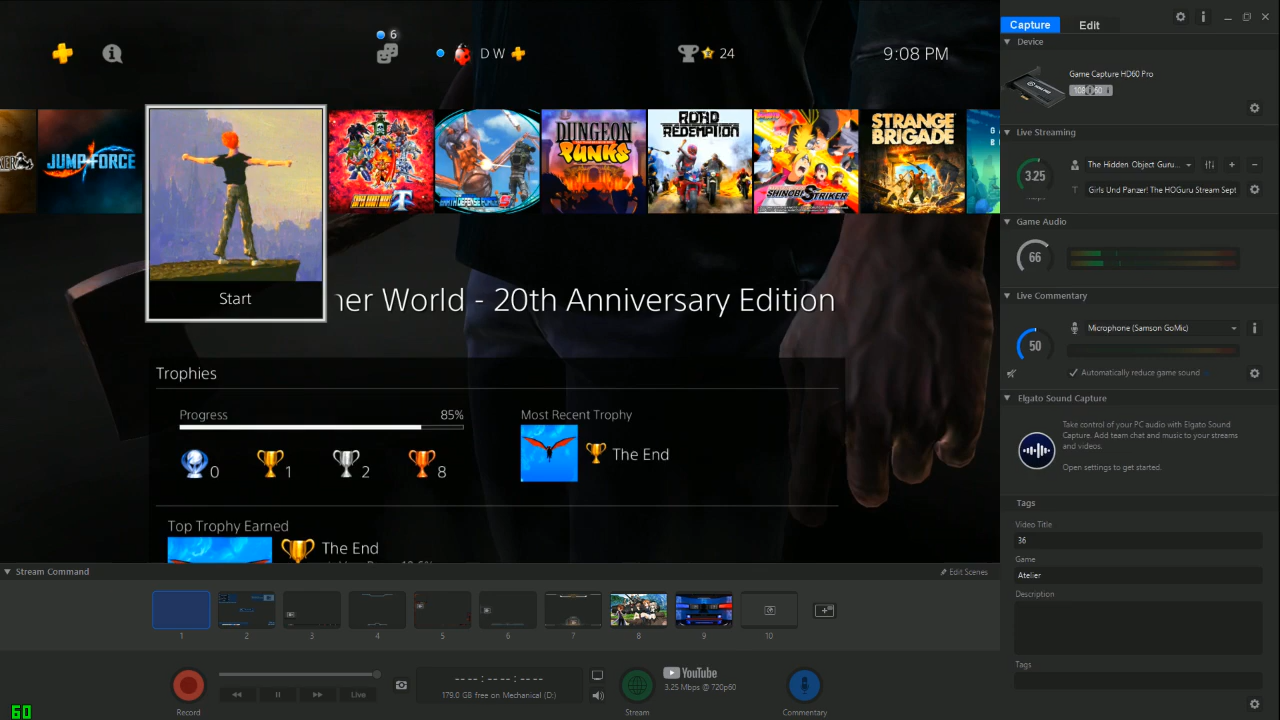 6
D W
24
9:08 PM
JUMP FORCE
DUNGEON PUNKS
ROAD REDEMPTION
SHINOBI STRIKER
STRANGE BRIGADE
Start
her World - 20th Anniversary Edition
Trophies
Progress
85%
0
1
2
8
Most Recent Trophy
The End
Top Trophy Earned
The End
Capture
Edit
Device
Game Capture HD60 Pro
Live Streaming
3.25
Mbps
The Hidden Object Guru...
Girls Und Panzer! The HOGuru Stream Sept
Game Audio
66
Live Commentary
50
Microphone (Samson GoMic)
Automatically reduce game sound
Elgato Sound Capture
Take control of your PC audio with Elgato Sound
Capture. Add team chat and music to your streams
and videos.
Open settings to get started.
Tags
Video Title
36
Game
Atelier
Description
Tags
Stream Command
Edit Scenes
1
2
3
4
5
6
7
8
9
10
Record
Live
--:--:--
179.0 GB free on Mechanical (D:)
Stream
YouTube
3.25 Mbps @ 720p60
Commentary
60